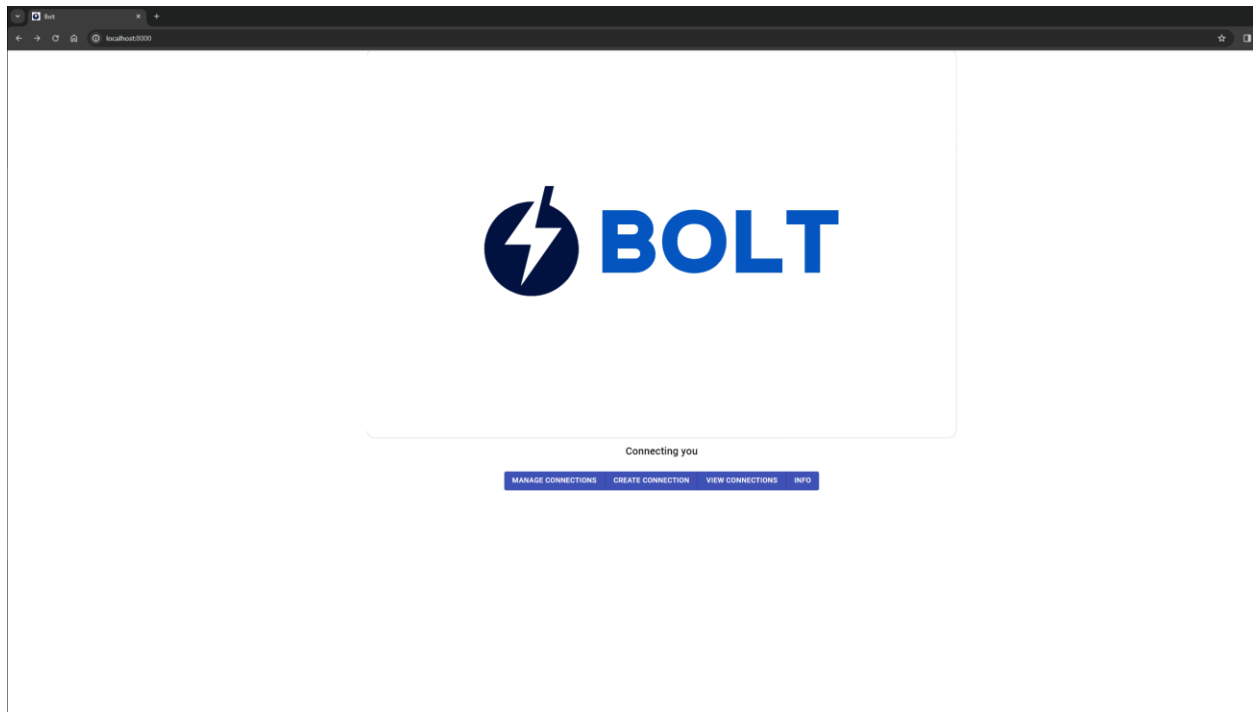 Bolt
localhost:8000
BOLT
Connecting you
MANAGE CONNECTIONS CREATE CONNECTION VIEW CONNECTIONS INFO